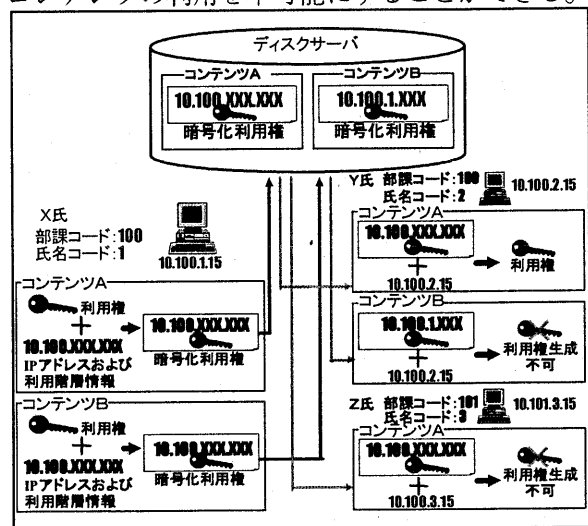 コンテンツの利用を不可能にすることができる。
ディスクサーバ
コンテンツA
10.100.XXX.XXX
暗号化利用権
コンテンツB
10.100.1.XXX
暗号化利用権
X氏
部課コード:100
氏名コード:1
10.100.1.15
コンテンツA
利用権
+
10.100.XXX.XXX
IPアドレスおよび
利用階層情報
10.100.XXX.XXX
暗号化利用権
コンテンツB
利用権
+
10.100.XXX.XXX
IPアドレスおよび
利用階層情報
10.100.XXX.XXX
暗号化利用権
Y氏 部課コード:100
氏名コード:2
10.100.2.15
コンテンツA
10.100.XXX.XXX
+
10.100.2.15
利用権
コンテンツB
10.100.1.XXX
+
10.100.2.15
利用権生成
不可
Z氏 部課コード:101
氏名コード:3
10.101.3.15
コンテンツA
10.100.XXX.XXX
+
10.100.3.15
利用権生成
不可